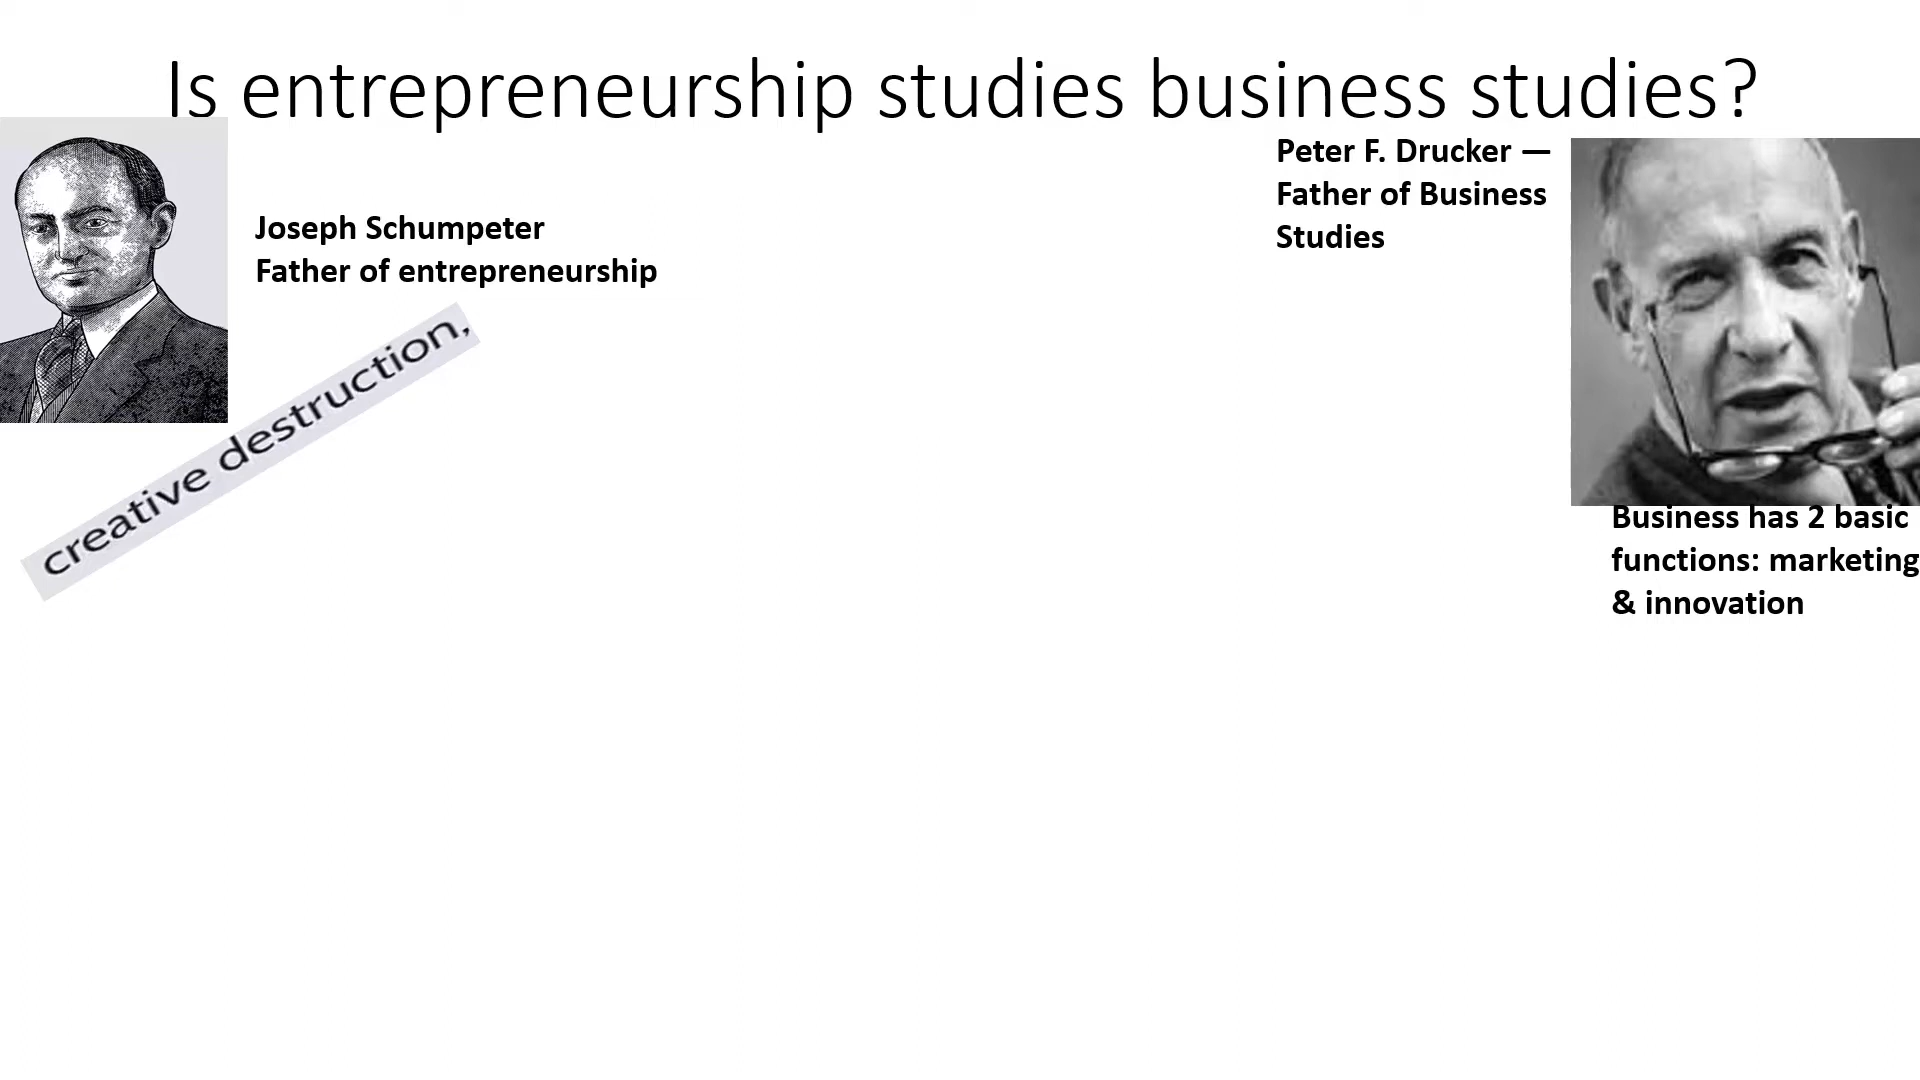 Is entrepreneurship studies business studies?
Joseph Schumpeter
Father of entrepreneurship
creative destruction,
Peter F. Drucker —
Father of Business
Studies
Business has 2 basic
functions: marketing
& innovation